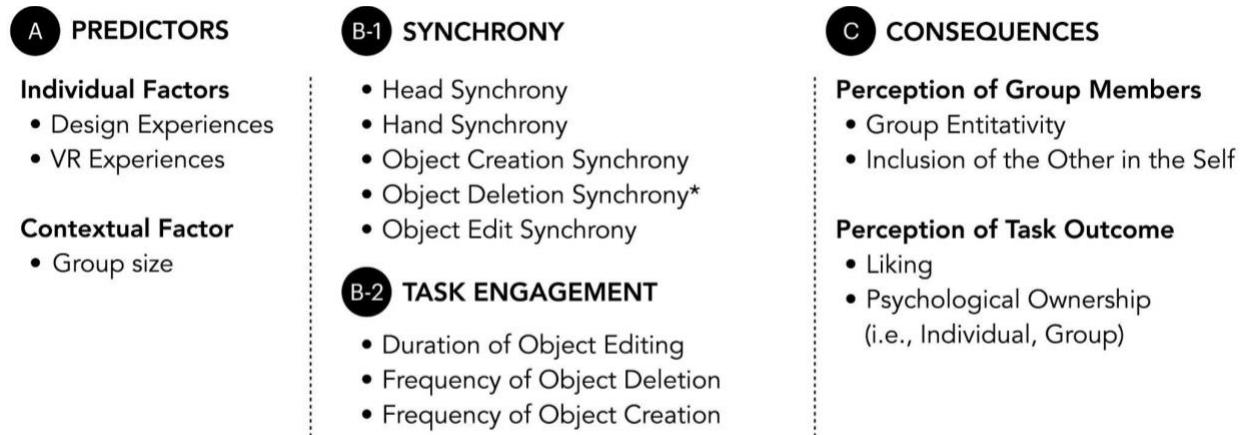 A PREDICTORS
Individual Factors
• Design Experiences
• VR Experiences
Contextual Factor
• Group size
B-1 SYNCHRONY
• Head Synchrony
• Hand Synchrony
• Object Creation Synchrony
• Object Deletion Synchrony*
• Object Edit Synchrony
B-2 TASK ENGAGEMENT
• Duration of Object Editing
• Frequency of Object Deletion
• Frequency of Object Creation
C CONSEQUENCES
Perception of Group Members
• Group Entitativity
• Inclusion of the Other in the Self
Perception of Task Outcome
• Liking
• Psychological Ownership
(i.e., Individual, Group)